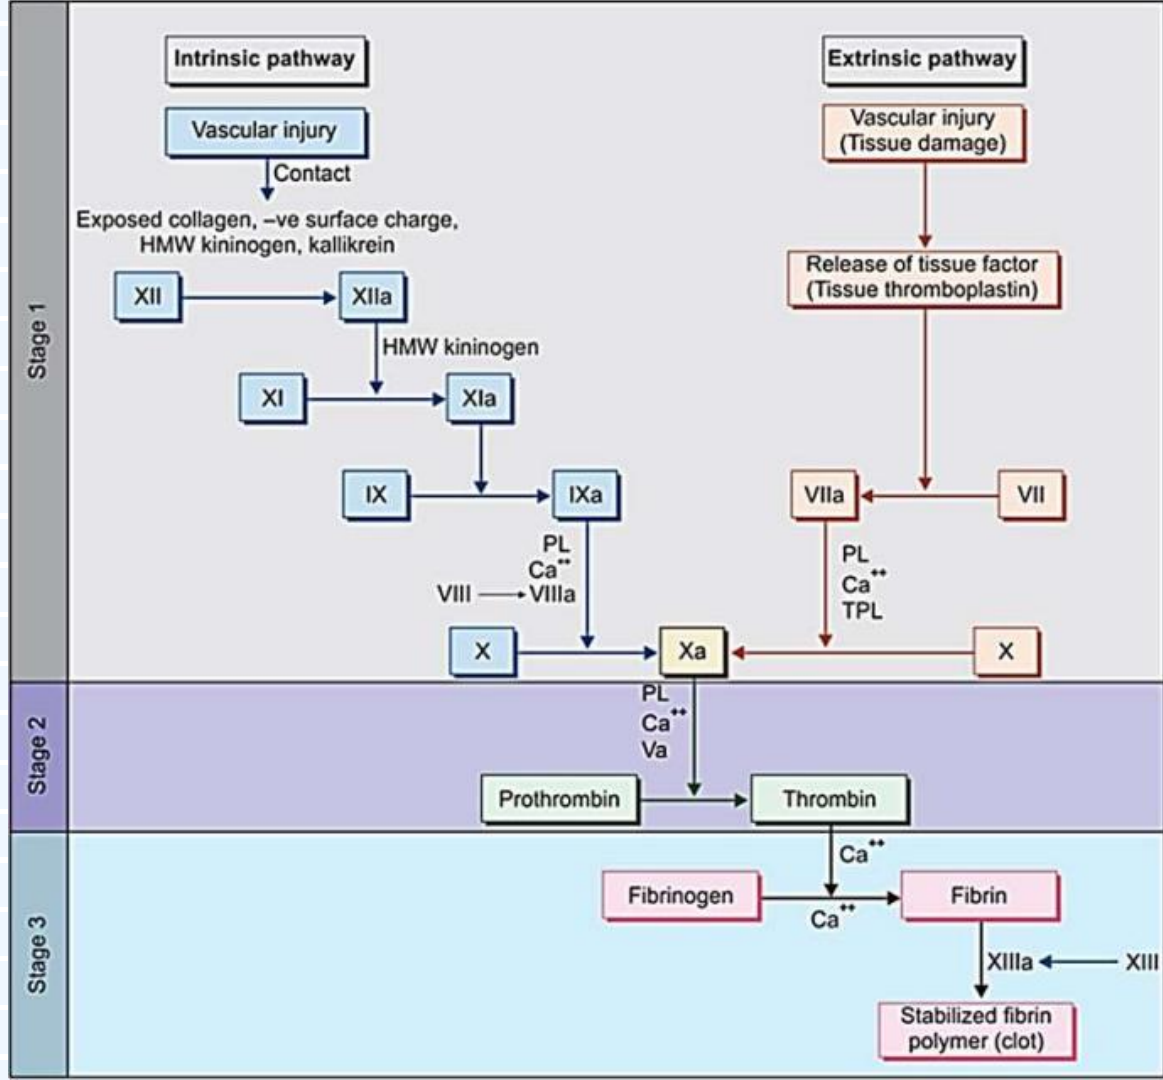 Intrinsic pathway
Extrinsic pathway
Vascular injury
Vascular injury
(Tissue damage)
Contact
Exposed collagen, –ve surface charge,
HMW kininogen, kallikrein
Release of tissue factor
(Tissue thromboplastin)
XII
XIIa
HMW kininogen
XI
XIa
IX
IXa
VIIa
VII
PL
Ca++
VIII
VIIIa
PL
Ca++
TPL
X
Xa
X
Stage 1
PL
Ca++
Va
Prothrombin
Thrombin
Stage 2
Ca++
Fibrinogen
Ca++
Fibrin
XIIIa
XIII
Stabilized fibrin
polymer (clot)
Stage 3